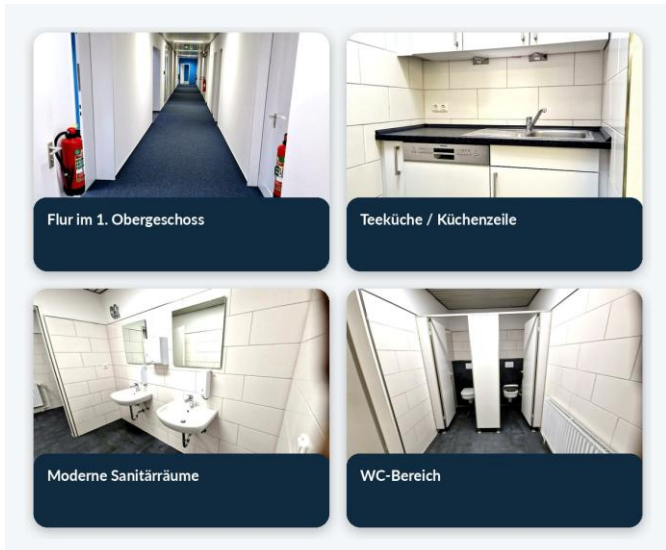 Flur im 1. Obergeschoss
Teeküche / Küchenzeile
Moderne Sanitärräume
WC-Bereich